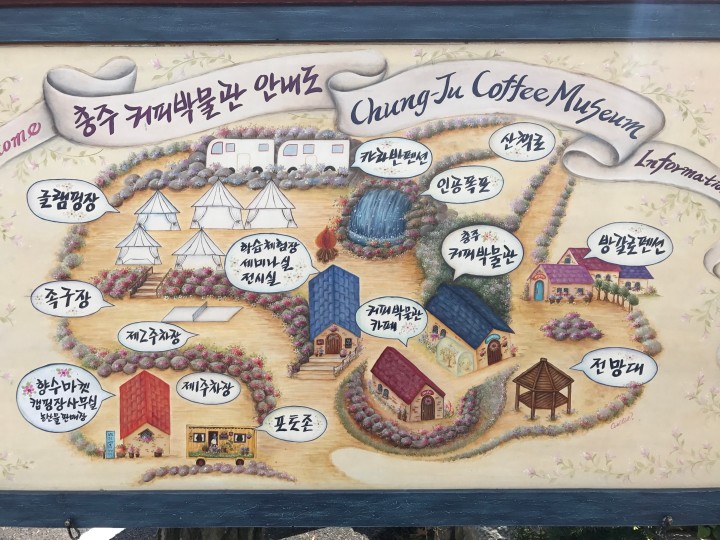 ome
충주 커피박물관 안내도
Chung-Ju Coffee Museum
Informat
산책로
카라반펜션
인공폭포
글램핑장
학습체험장
세미나실
전시실
충주
커피박물관
방갈로펜션
족구장
커피박물관
카페
제2주차장
전망대
향수마켓
캠핑장사무실
농산물판매장
제1주차장
포토존